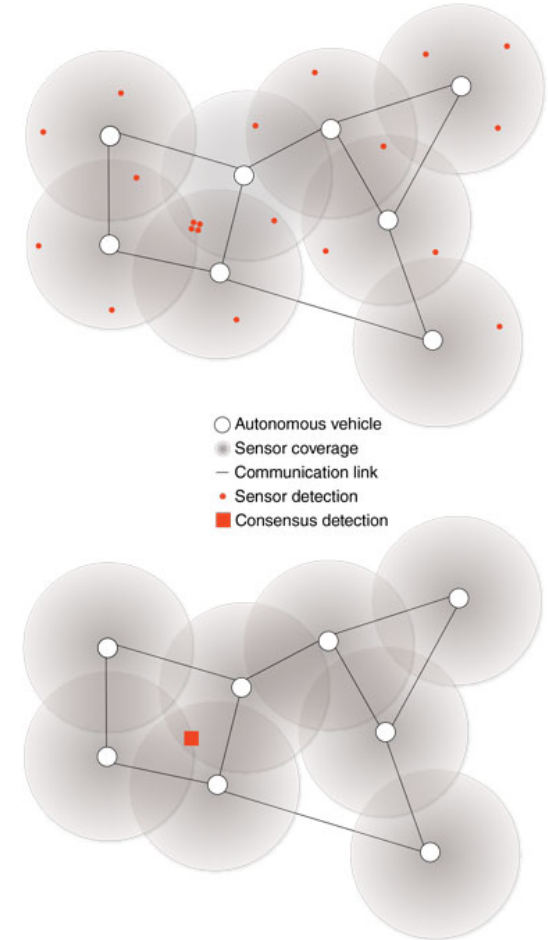 Autonomous vehicle
Sensor coverage
Communication link
Sensor detection
Consensus detection